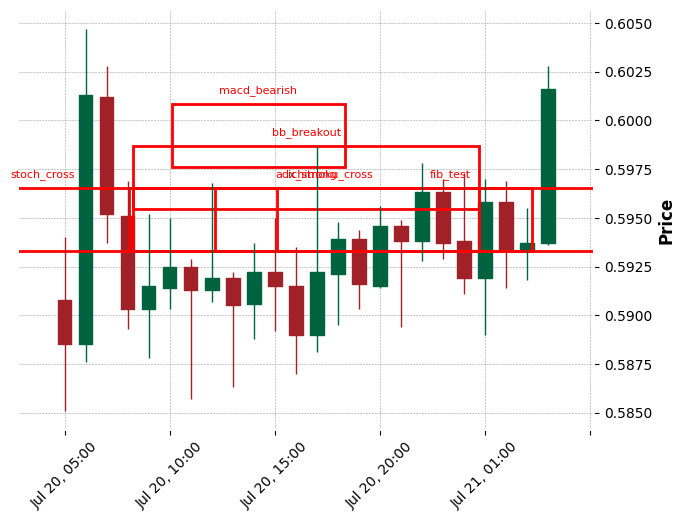 macd_bearish
bb_breakout
stoch_cross
ichimoku_cross
fib_test
0.6050
0.6025
0.6000
0.5975
0.5950
0.5925
0.5900
0.5875
0.5850
Price
Jul 20, 05:00
Jul 20, 10:00
Jul 20, 15:00
Jul 20, 20:00
Jul 21, 01:00